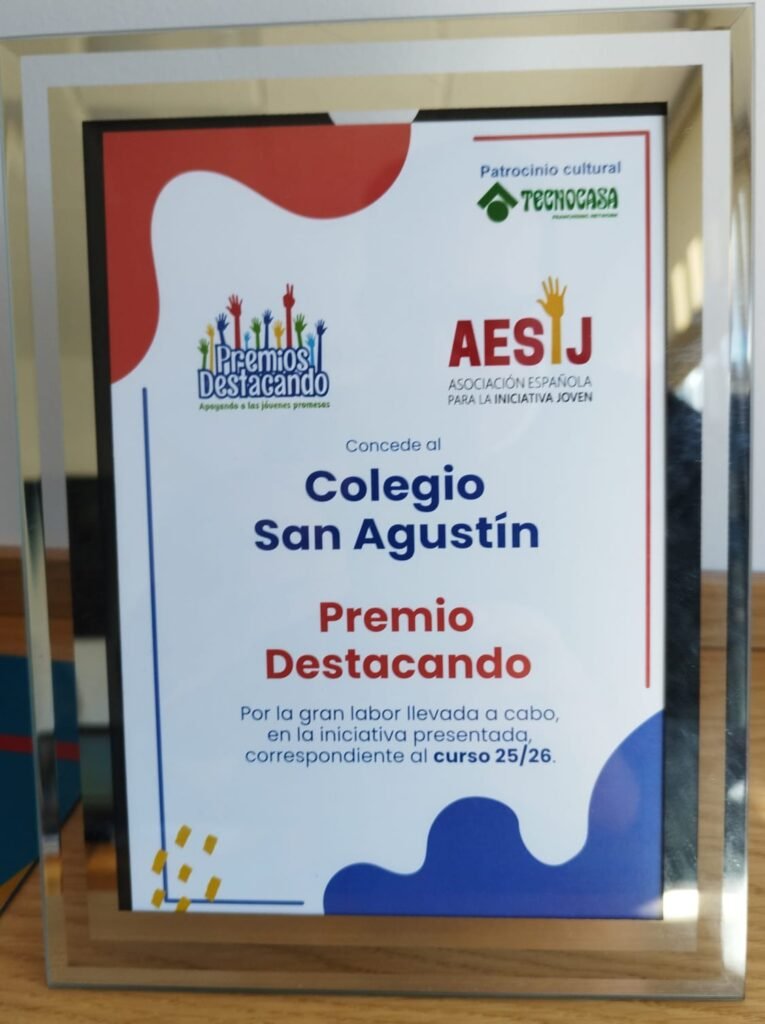 Patrocinio cultural
TECNOCASA
FRANCHISING NETWORK
Premios
Destacando
Apoyando a las jóvenes promesas
AESIJ
ASOCIACIÓN ESPAÑOLA
PARA LA INICIATIVA JOVEN
Concede al
Colegio
San Agustín
Premio
Destacando
Por la gran labor llevada a cabo,
en la iniciativa presentada,
correspondiente al curso 25/26.